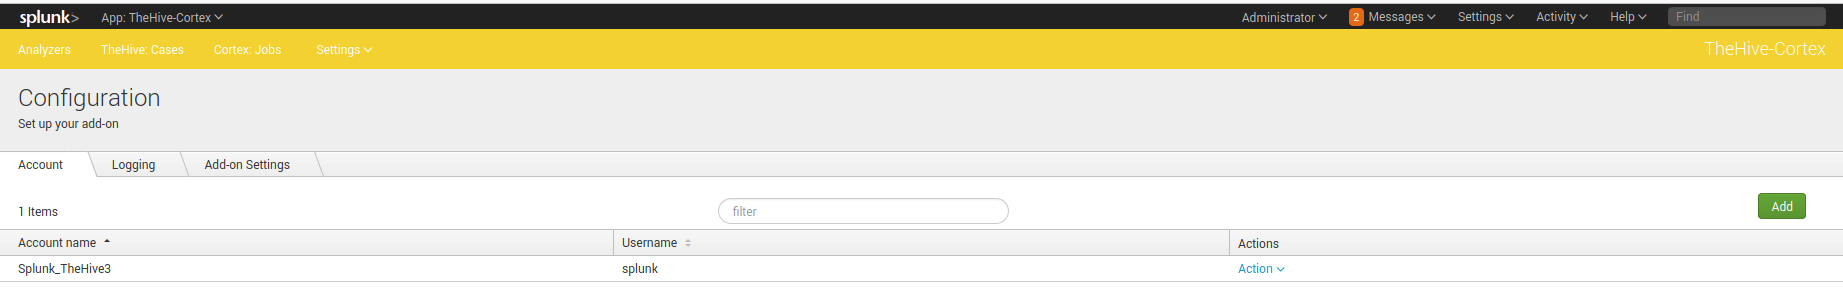 splunk> App: TheHive-Cortex Administrator 2 Messages Settings Activity Help Find
Analyzers TheHive: Cases Cortex: Jobs Settings TheHive-Cortex
Configuration
Set up your add-on
Account Logging Add-on Settings
1 Items filter Add
Account name Username Actions
Splunk_TheHive3 splunk Action